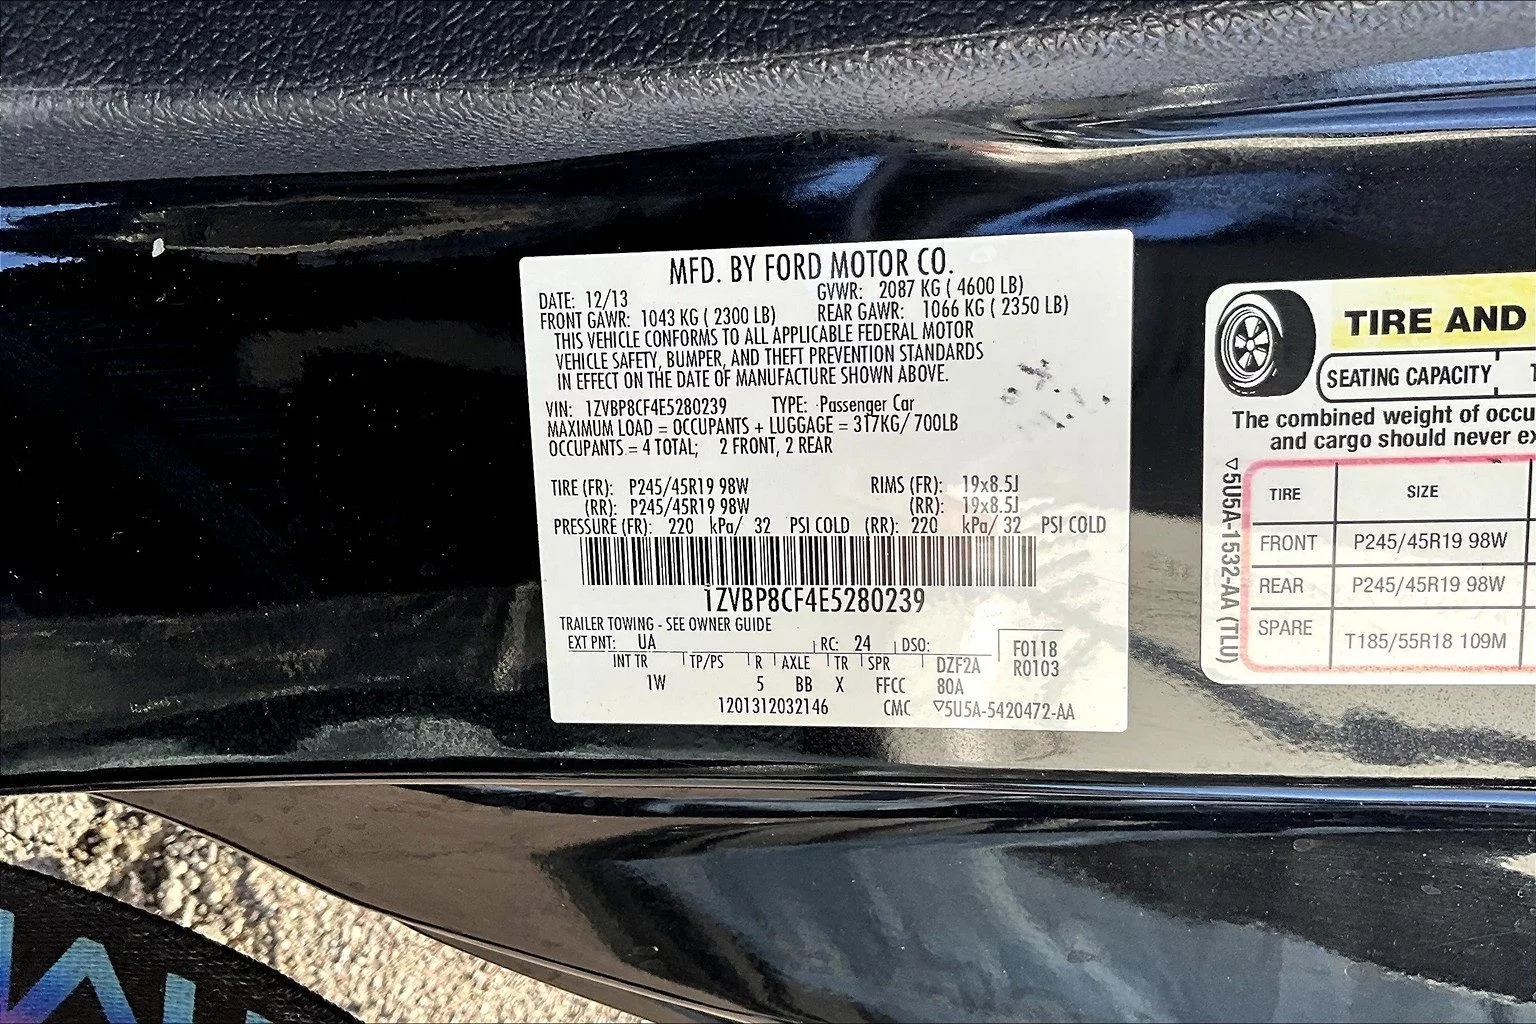 MFD. BY FORD MOTOR CO.
DATE: 12/13 GVWR: 2087 KG ( 4600 LB)
FRONT GAWR: 1043 KG ( 2300 LB) REAR GAWR: 1066 KG ( 2350 LB)
THIS VEHICLE CONFORMS TO ALL APPLICABLE FEDERAL MOTOR
VEHICLE SAFETY, BUMPER, AND THEFT PREVENTION STANDARDS
IN EFFECT ON THE DATE OF MANUFACTURE SHOWN ABOVE.
VIN: 1ZVBP8CF4E5280239 TYPE: Passenger Car
MAXIMUM LOAD = OCCUPANTS + LUGGAGE = 317KG/ 700LB
OCCUPANTS = 4 TOTAL; 2 FRONT, 2 REAR
TIRE (FR): P245/45R19 98W RIMS (FR): 19x8.5J
(RR): P245/45R19 98W (RR): 19x8.5J
PRESSURE (FR): 220 kPa/ 32 PSI COLD (RR): 220 kPa/ 32 PSI COLD
1ZVBP8CF4E5280239
TRAILER TOWING - SEE OWNER GUIDE
EXT PNT: UA RC: 24 DSO: F0118
INT TR TP/PS R AXLE TR SPR DZF2A R0103
1W 5 BB X FFCC 80A
1201312032146 CMC ▽5U5A-5420472-AA
TIRE AND
SEATING CAPACITY
The combined weight of occu
and cargo should never ex
▽5U5A-1532-AA (TLU)
TIRE SIZE
FRONT P245/45R19 98W
REAR P245/45R19 98W
SPARE T185/55R18 109M